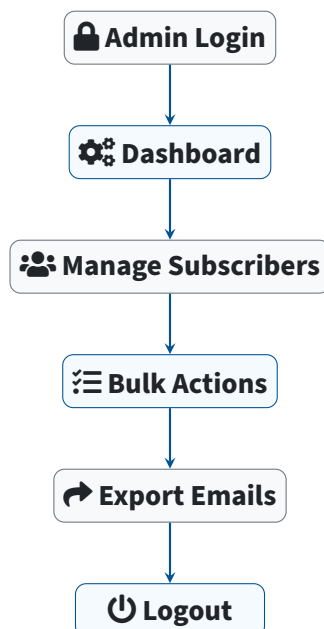 Admin Login
Dashboard
Manage Subscribers
Bulk Actions
Export Emails
Logout